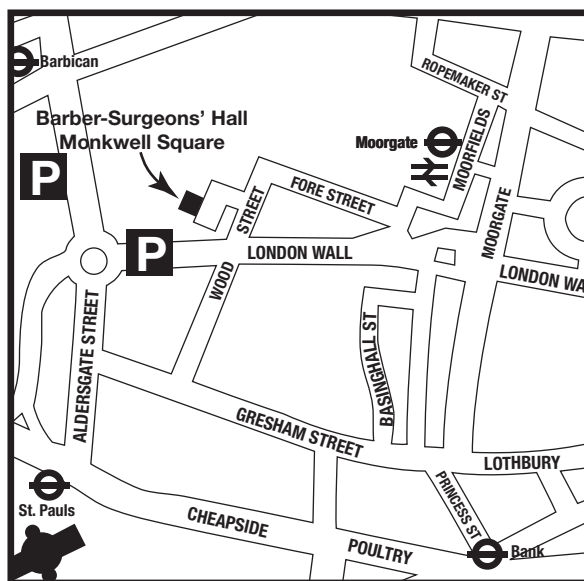 Barbican
ROPEMAKER ST
Barber-Surgeons' Hall
Monkwell Square
Moorgate
MOORFIELDS
P
FORE STREET
WOOD STREET
MOORGATE
P
LONDON WALL
LONDON WA
ALDERSGATE STREET
BASINGHALL ST
GRESHAM STREET
LOTHBURY
PRINCESS ST
St. Pauls
CHEAPSIDE
POULTRY
Bank